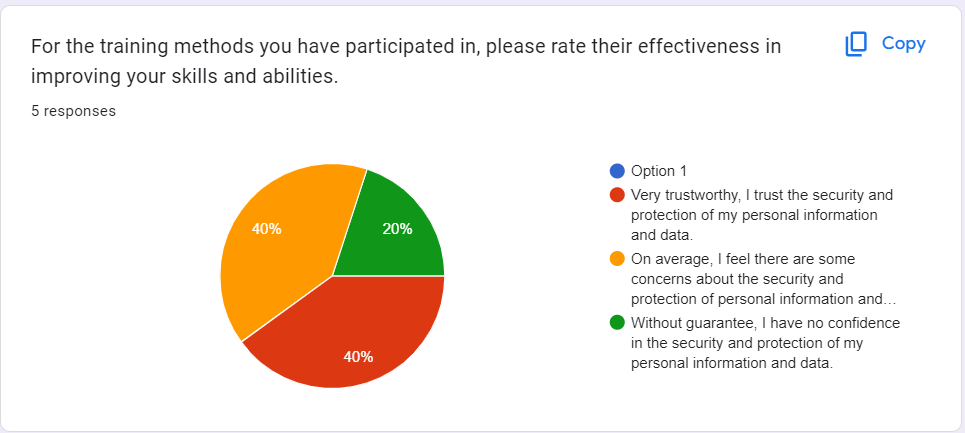 For the training methods you have participated in, please rate their effectiveness in
improving your skills and abilities.
Copy
5 responses
40%
20%
40%
Option 1
Very trustworthy, I trust the security and
protection of my personal information
and data.
On average, I feel there are some
concerns about the security and
protection of personal information and...
Without guarantee, I have no confidence
in the security and protection of my
personal information and data.